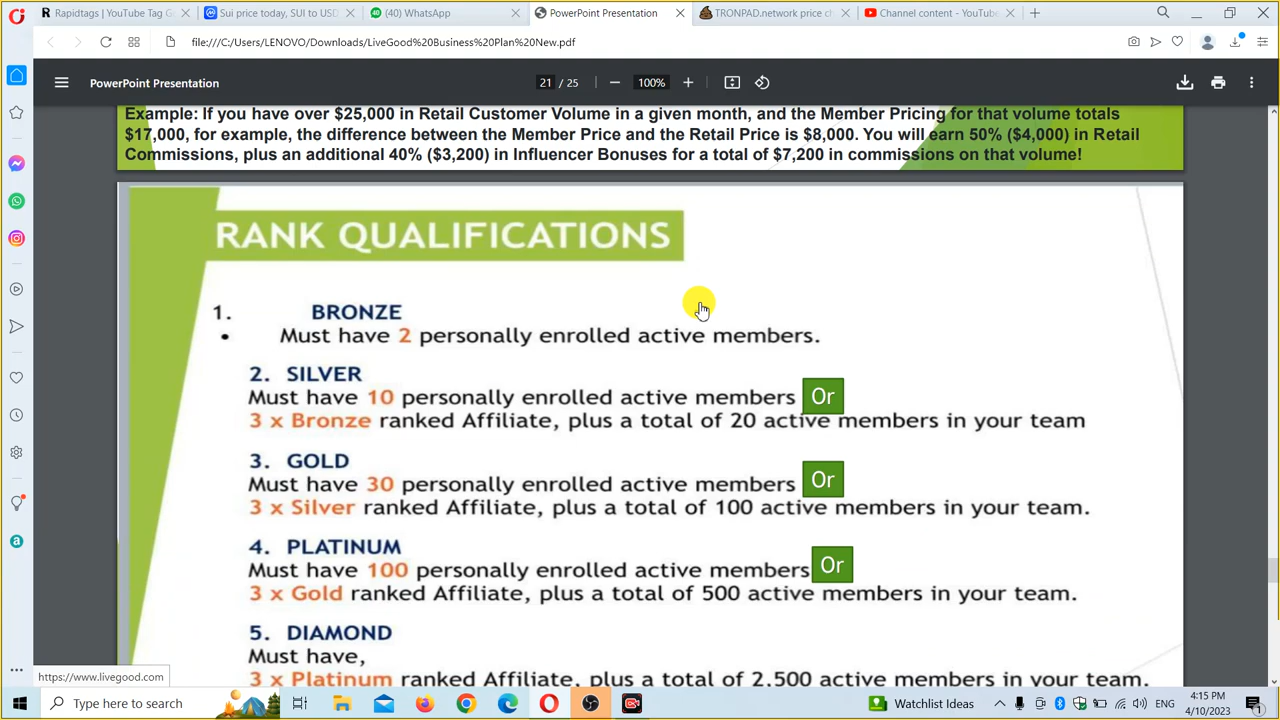 Rapidtags | YouTube Tag G
Sui price today, SUI to USD
(40) WhatsApp
PowerPoint Presentation
TRONPAD.network price c
Channel content - YouTube
file:///C:/Users/LENOVO/Downloads/LiveGood%20Business%20Plan%20New.pdf
PowerPoint Presentation
21 / 25
100%
Example: If you have over $25,000 in Retail Customer Volume in a given month, and the Member Pricing for that volume totals
$17,000, for example, the difference between the Member Price and the Retail Price is $8,000. You will earn 50% ($4,000) in Retail
Commissions, plus an additional 40% ($3,200) in Influencer Bonuses for a total of $7,200 in commissions on that volume!
RANK QUALIFICATIONS
1. BRONZE
• Must have 2 personally enrolled active members.
2. SILVER
Must have 10 personally enrolled active members Or
3 x Bronze ranked Affiliate, plus a total of 20 active members in your team
3. GOLD
Must have 30 personally enrolled active members Or
3 x Silver ranked Affiliate, plus a total of 100 active members in your team.
4. PLATINUM
Must have 100 personally enrolled active members Or
3 x Gold ranked Affiliate, plus a total of 500 active members in your team.
5. DIAMOND
Must have,
3 x Platinum ranked Affiliate, plus a total of 2,500 active members in your team.
https://www.livegood.com
Type here to search
Watchlist Ideas
ENG
4:15 PM
4/10/2023
1